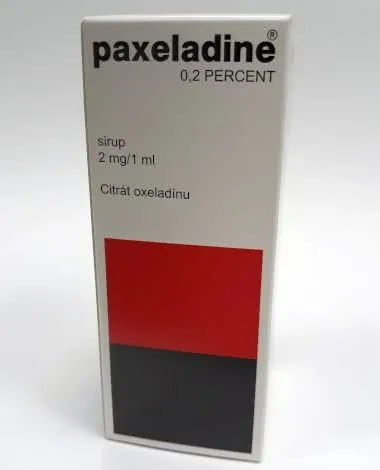 paxeladine®
0,2 PERCENT
sirup
2 mg/1 ml
Citrát oxeladínu